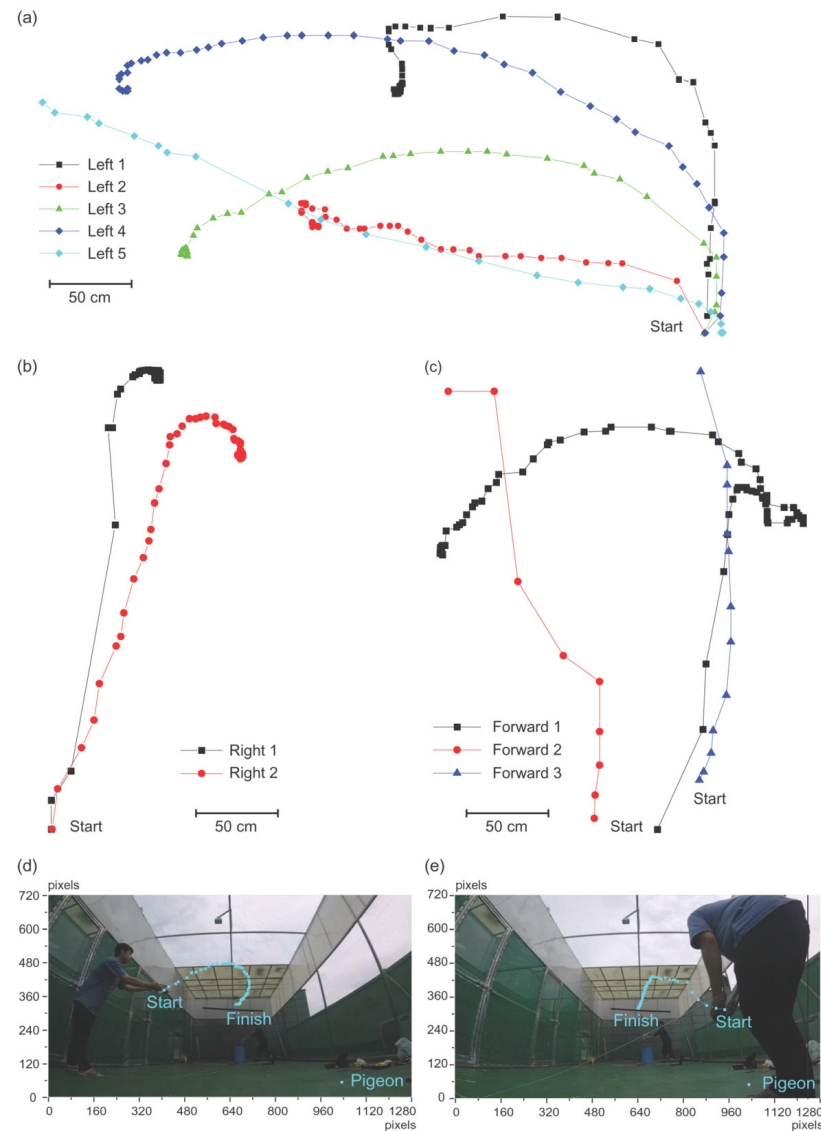 (a)
Left 1
Left 2
Left 3
Left 4
Left 5
50 cm
Start
(b)
Right 1
Right 2
Start
50 cm
(c)
Forward 1
Forward 2
Forward 3
Start
50 cm
Start
(d)
pixels
720
600
480
360
240
120
0
Start
Finish
Pigeon
0 160 320 480 640 800 960 1120 1280
pixels
(e)
pixels
720
600
480
360
240
120
0
Finish
Start
Pigeon
0 160 320 480 640 800 960 1120 1280
pixels